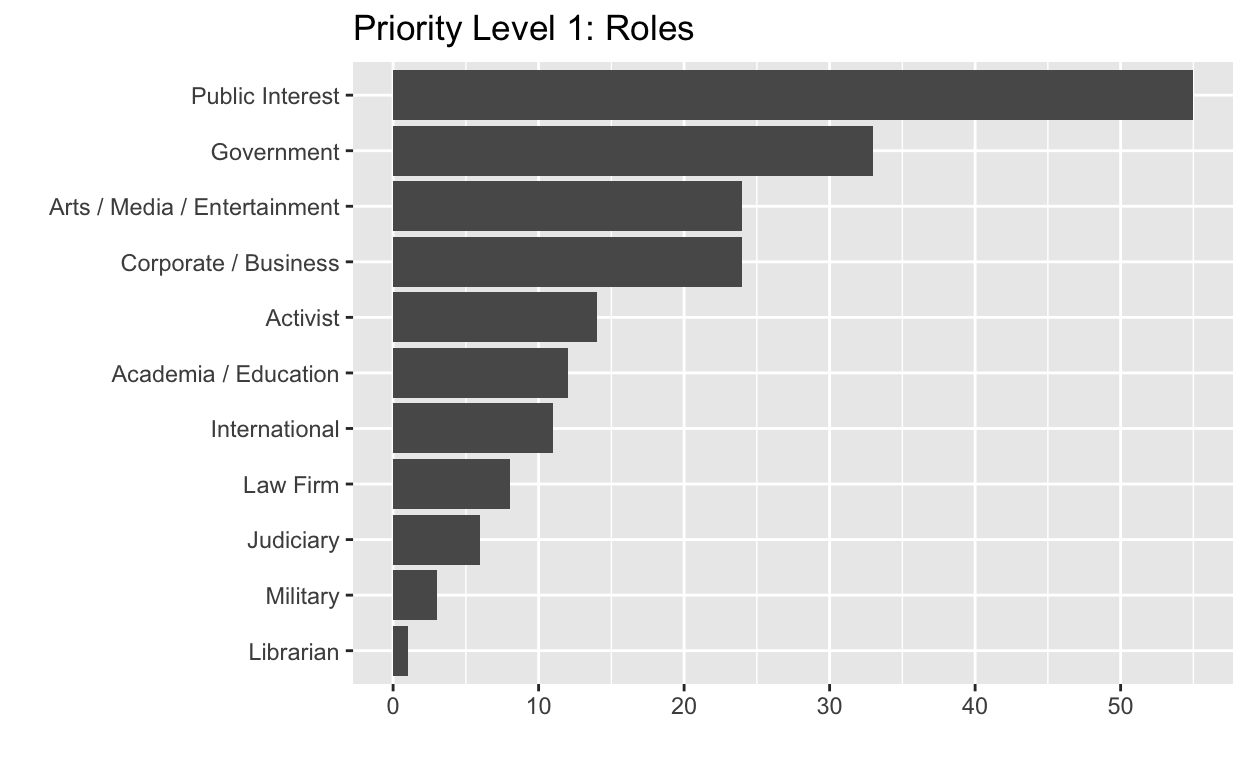 Priority Level 1: Roles
Public Interest
Government
Arts / Media / Entertainment
Corporate / Business
Activist
Academia / Education
International
Law Firm
Judiciary
Military
Librarian
0 10 20 30 40 50